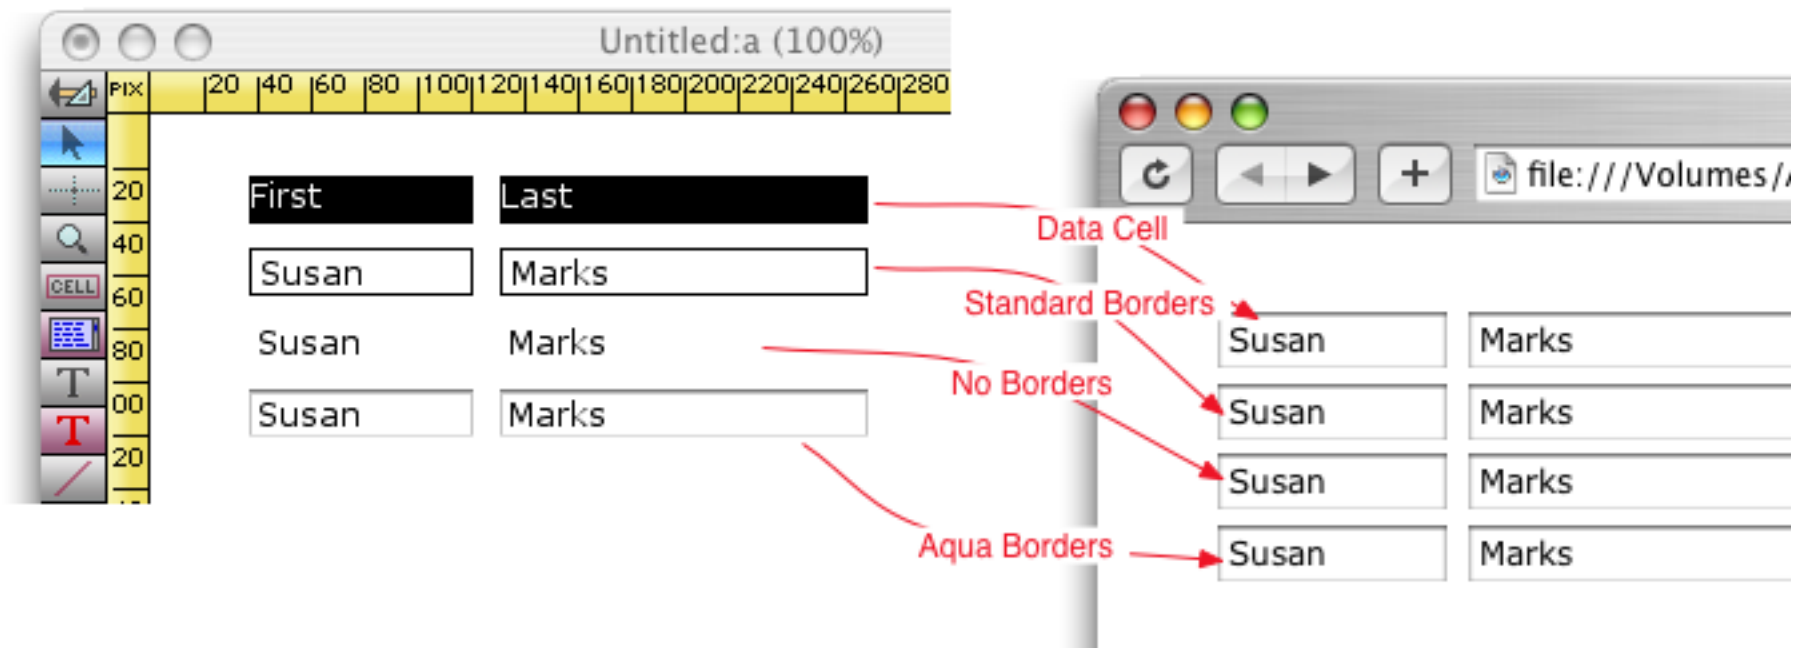 Untitled:a (100%)
PIX
20 40 60 80 100 120 140 160 180 200 220 240 260 280
20
40
60
80
00
20
CELL
T
T
First Last
Susan Marks
Susan Marks
Susan Marks
file:///Volumes/
Data Cell
Standard Borders
No Borders
Aqua Borders
Susan Marks
Susan Marks
Susan Marks
Susan Marks